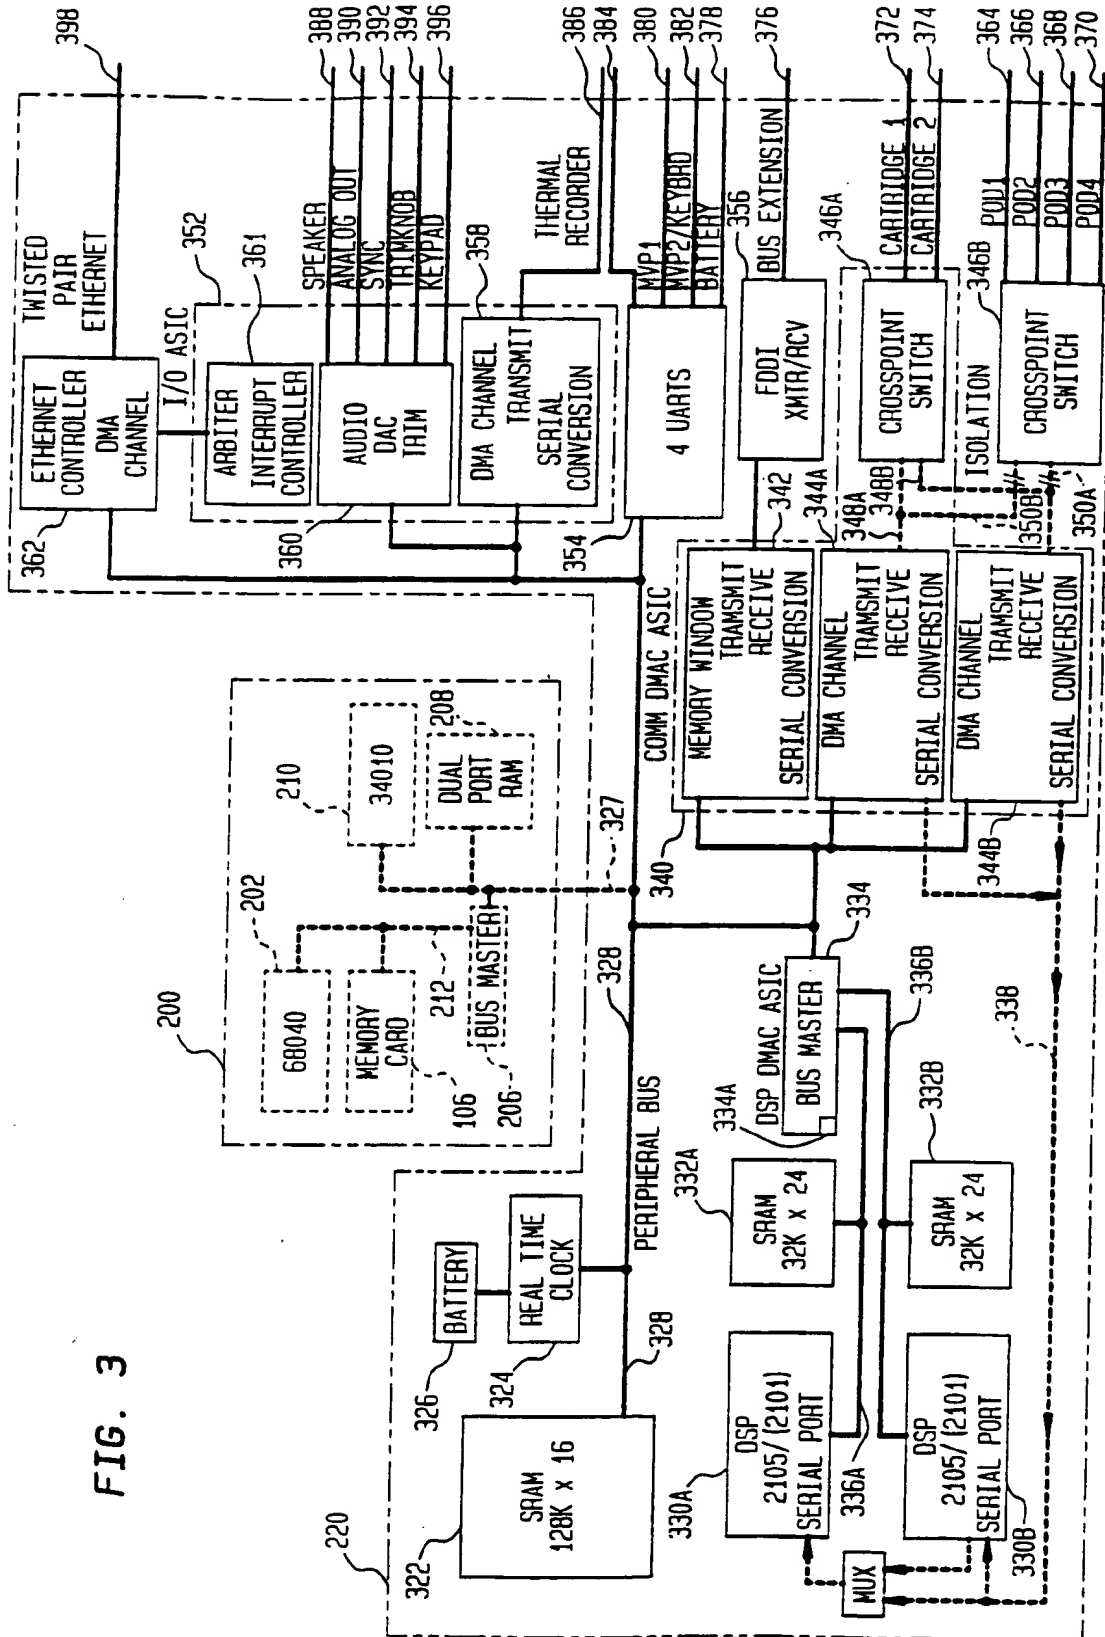 FIG. 3
220
322
SRAM
128K x 16
326
BATTERY
324
REAL TIME
CLOCK
328
PERIPHERAL BUS
328
200
202
68040
MEMORY
CARD
106
212
BUS MASTER
206
210
34010
208
DUAL
PORT
RAM
327
330A
DSP
2105/(2101)
SERIAL PORT
336A
332A
SRAM
32K x 24
334A
DSP DMAC ASIC
BUS MASTER
334
336B
332B
SRAM
32K x 24
DSP
2105/(2101)
SERIAL PORT
330B
MUX
338
340
COMM DMAC ASIC
MEMORY WINDOW
TRAMSMIT
RECEIVE
SERIAL CONVERSION
342
DMA CHANNEL
TRAMSMIT
RECEIVE
SERIAL CONVERSION
344A
DMA CHANNEL
TRAMSMIT
RECEIVE
SERIAL CONVERSION
344B
348A
348B
350B
350A
ISOLATION
362
ETHERNET
CONTROLLER
DMA
CHANNEL
TWISTED
PAIR
ETHERNET
398
I/O ASIC
352
361
ARBITER
INTERRUPT
CONTROLLER
360
AUDIO
DAC
TRIM
SPEAKER
388
ANALOG OUT
390
SYNC
392
TRIMKNOB
394
KEYPAD
396
358
DMA CHANNEL
TRANSMIT
SERIAL
CONVERSION
THERMAL
RECORDER
386
384
354
4 UARTS
MVP1
380
MVP2/KEYBRD
382
BATTERY
378
356
FDDI
XMTR/RCV
BUS EXTENSION
376
346A
CROSSPOINT
SWITCH
CARTRIDGE 1
372
CARTRIDGE 2
374
346B
CROSSPOINT
SWITCH
POD1
364
POD2
366
POD3
368
POD4
370